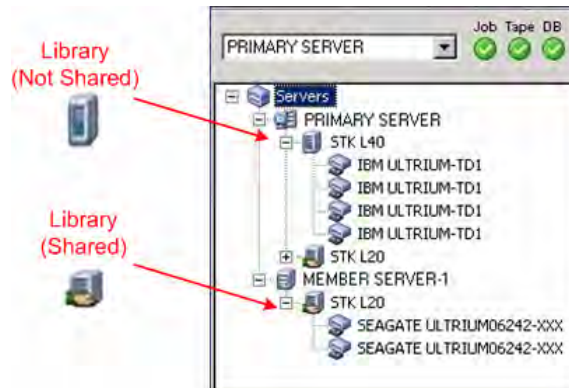 Library
(Not Shared)
Library
(Shared)
Job Tape DB
PRIMARY SERVER
Servers
PRIMARY SERVER
STK L40
IBM ULTRIUM-TD1
IBM ULTRIUM-TD1
IBM ULTRIUM-TD1
IBM ULTRIUM-TD1
STK L20
MEMBER SERVER-1
STK L20
SEAGATE ULTRIUM06242-XXX
SEAGATE ULTRIUM06242-XXX